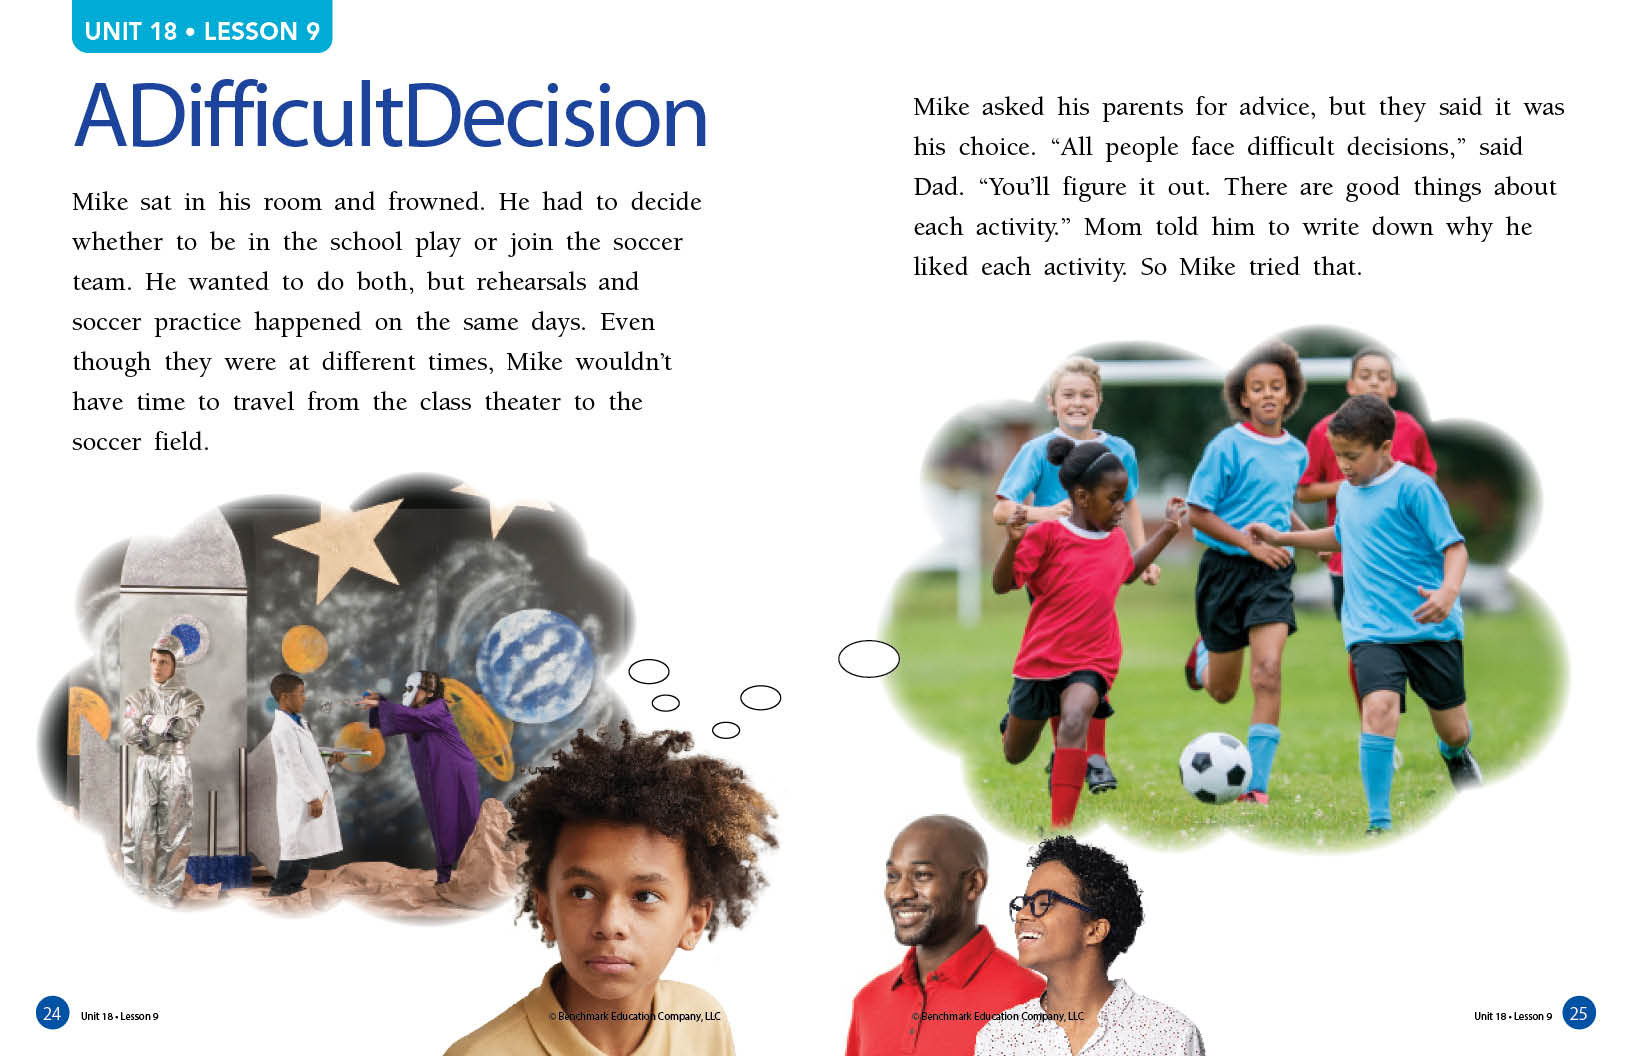 UNIT 18 • LESSON 9
A Difficult Decision
Mike sat in his room and frowned. He had to decide
whether to be in the school play or join the soccer
team. He wanted to do both, but rehearsals and
soccer practice happened on the same days. Even
though they were at different times, Mike wouldn’t
have time to travel from the class theater to the
soccer field.
24
Unit 18 • Lesson 9
© Benchmark Education Company, LLC
Mike asked his parents for advice, but they said it was
his choice. “All people face difficult decisions,” said
Dad. “You’ll figure it out. There are good things about
each activity.” Mom told him to write down why he
liked each activity. So Mike tried that.
© Benchmark Education Company, LLC
Unit 18 • Lesson 9
25